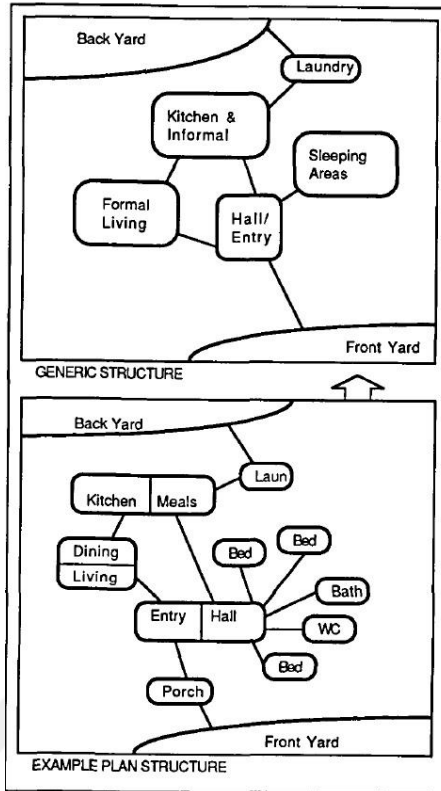 Back Yard
Laundry
Kitchen &
Informal
Sleeping
Areas
Formal
Living
Hall/
Entry
Front Yard
GENERIC STRUCTURE
Back Yard
Laun
Kitchen Meals
Bed
Bed
Dining
Living
Bath
Entry Hall
WC
Bed
Porch
Front Yard
EXAMPLE PLAN STRUCTURE